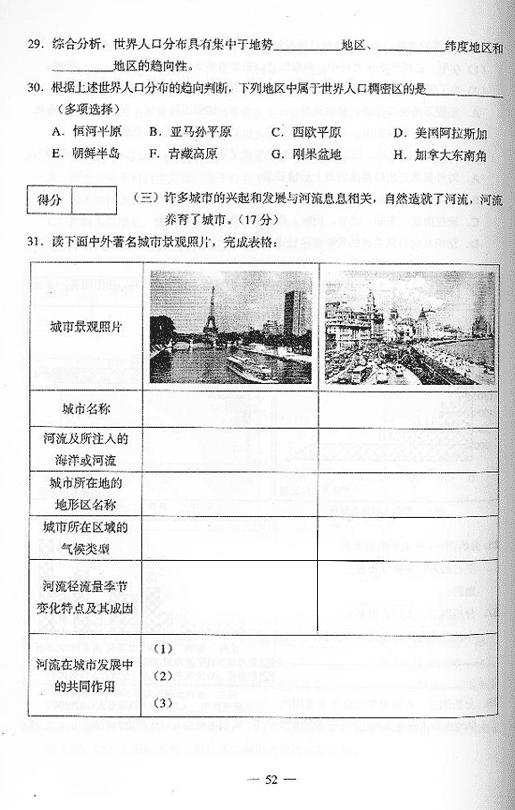 29. 综合分析，世界人口分布具有集中于地势________地区、________纬度地区和
________地区的趋向性。
30. 根据上述世界人口分布的趋向判断，下列地区中属于世界人口稠密区的是________
（多项选择）
A. 恒河平原 B. 亚马孙平原 C. 西欧平原 D. 美国阿拉斯加
E. 朝鲜半岛 F. 青藏高原 G. 刚果盆地 H. 加拿大东南角
得分
（三）许多城市的兴起和发展与河流息息相关，自然造就了河流，河流
养育了城市。(17 分)
31. 读下面中外著名城市景观照片，完成表格：
城市景观照片
城市名称
河流及所注入的
海洋或河流
城市所在地的
地形区名称
城市所在区域的
气候类型
河流径流量季节
变化特点及其成因
河流在城市发展中
的共同作用
(1)
(2)
(3)
— 52 —